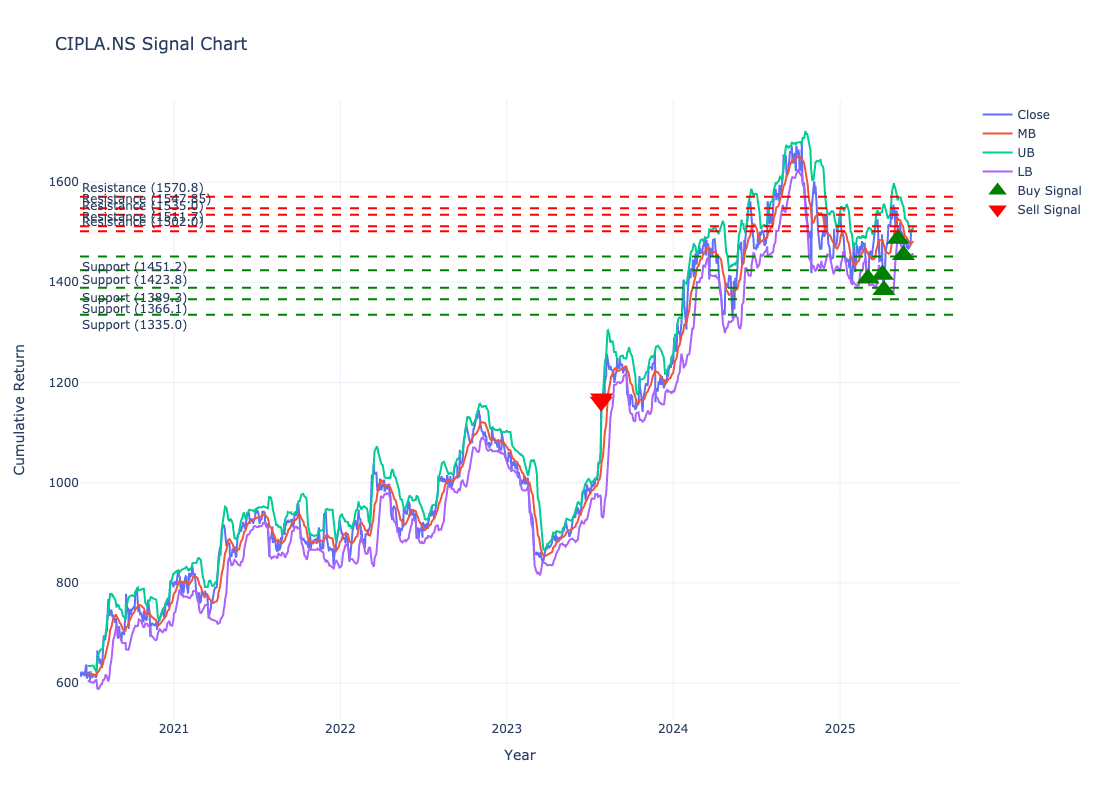 CIPLA.NS Signal Chart
Close
MB
UB
LB
Buy Signal
Sell Signal
1600
1400
1200
1000
800
600
Resistance (1570.8)
Resistance (1547.85)
Resistance (1535.0)
Resistance (1511.7)
Resistance (1502.0)
Support (1451.2)
Support (1423.8)
Support (1389.3)
Support (1366.1)
Support (1335.0)
Cumulative Return
2021
2022
2023
2024
2025
Year